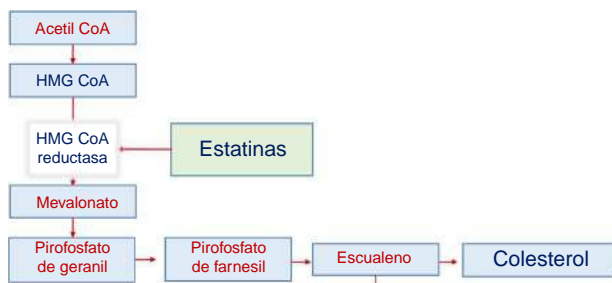 Acetil CoA
HMG CoA
HMG CoA
reductasa
Estatinas
Mevalonato
Pirofosfato
de geranil
Pirofosfato
de farnesil
Escualeno
Colesterol